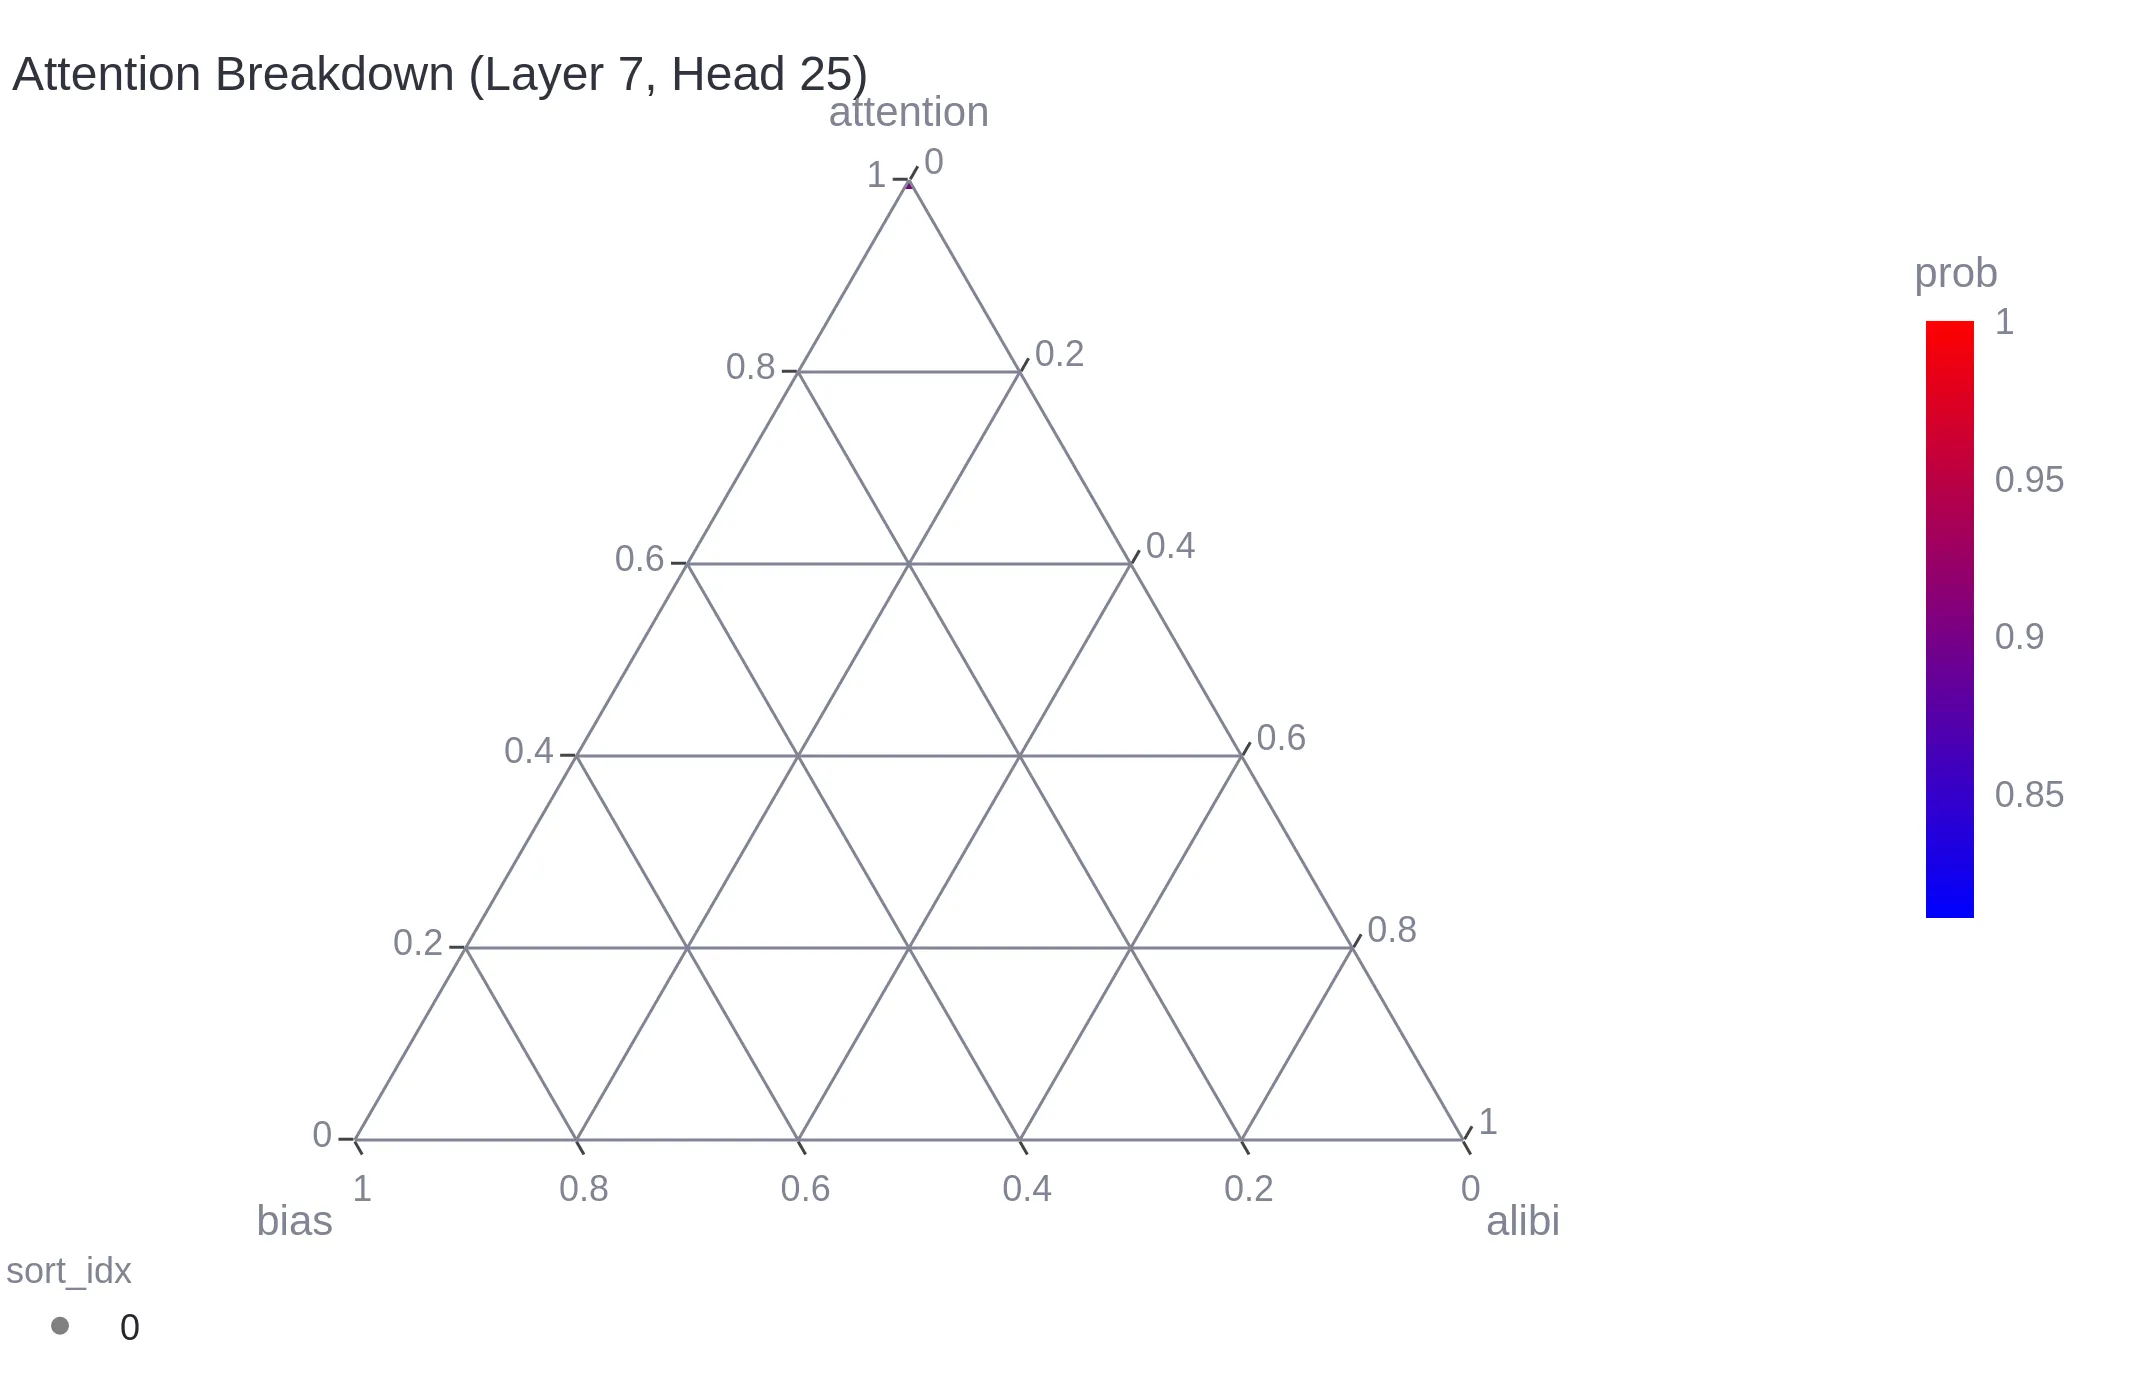 Attention Breakdown (Layer 7, Head 25)
attention
1 0
0.8 0.2
0.6 0.4
0.4 0.6
0.2 0.8
0 1
1 0.8 0.6 0.4 0.2 0
bias alibi
prob
1
0.95
0.9
0.85
sort_idx
0